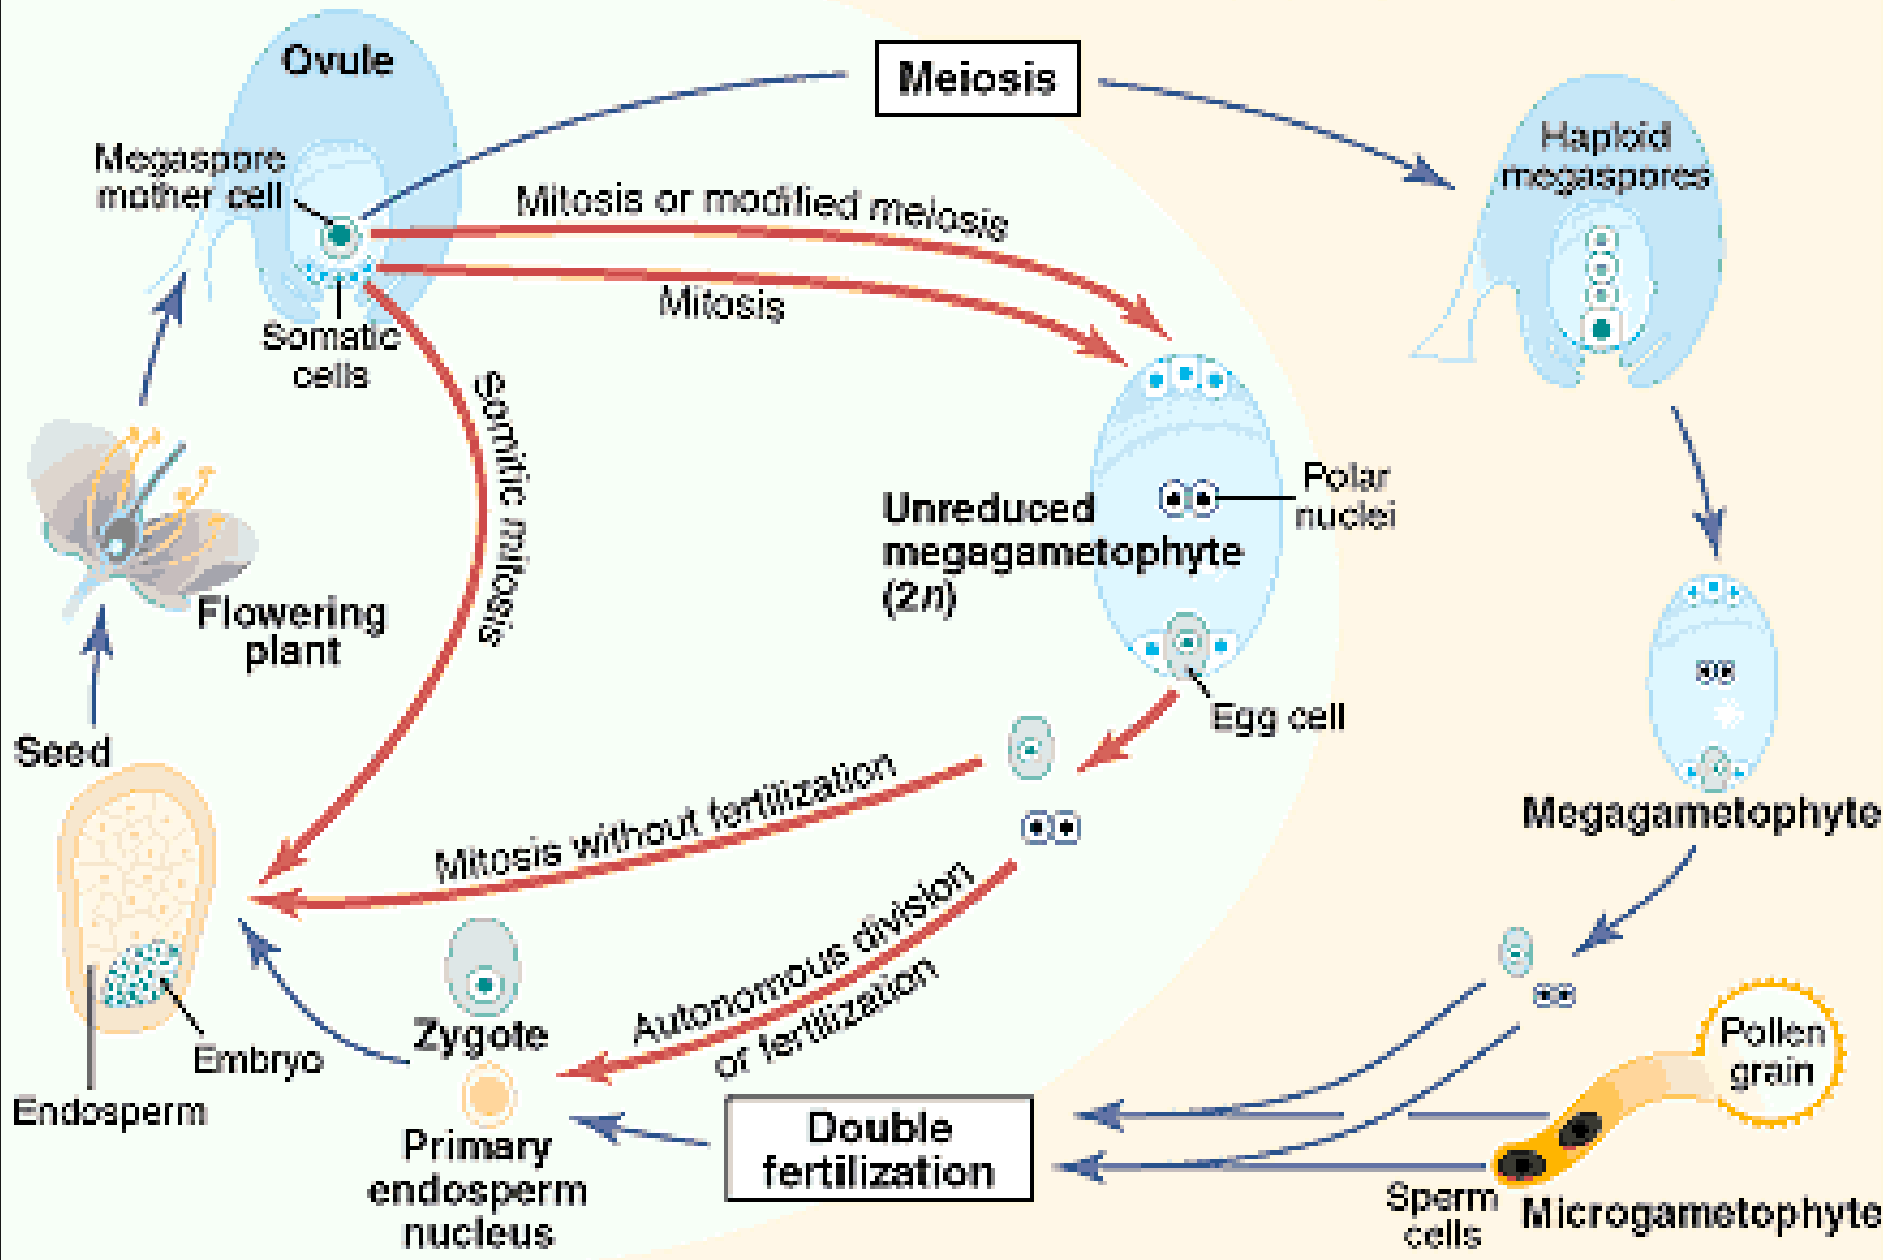 Ovule
Meiosis
Haploid
megaspores
Megaspore
mother cell
Mitosis or modified meiosis
Mitosis
Somatic
cells
Somitic mitosis
Polar
nuclei
Unreduced
megagametophyte
(2n)
Flowering
plant
Egg cell
Seed
Mitosis without fertilization
Megagametophyte
Autonomous division
or fertilization
Zygote
Embryo
Endosperm
Pollen
grain
Double
fertilization
Primary
endosperm
nucleus
Sperm
cells
Microgametophyte